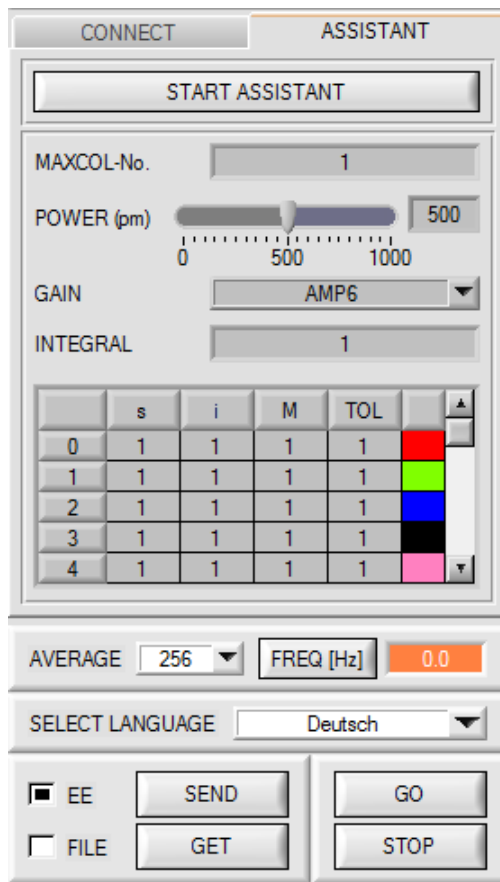 CONNECT ASSISTANT
START ASSISTANT
MAXCOL-No. 1
POWER (pm) 500
0 500 1000
GAIN AMP6
INTEGRAL 1
s i M TOL
0 1 1 1 1
1 1 1 1 1
2 1 1 1 1
3 1 1 1 1
4 1 1 1 1
AVERAGE 256 FREQ [Hz] 0.0
SELECT LANGUAGE Deutsch
EE SEND GO
FILE GET STOP